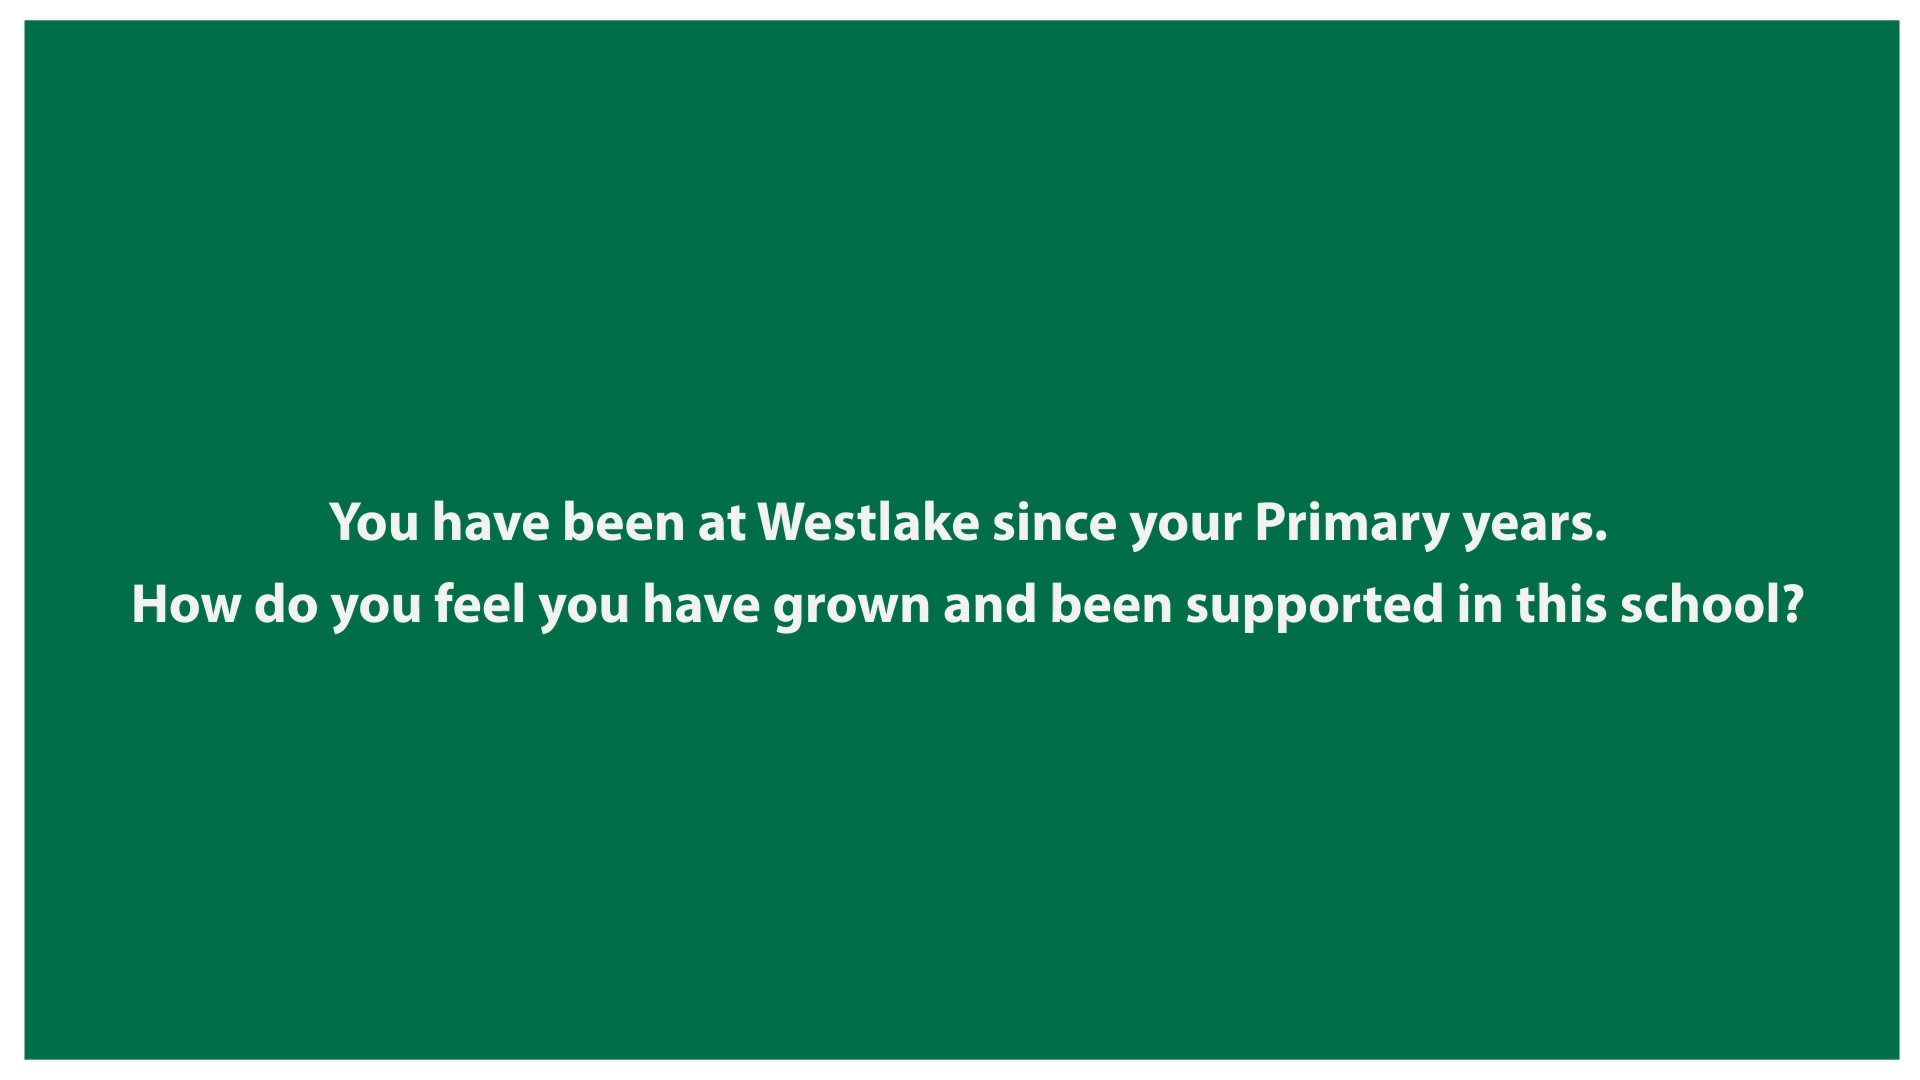 You have been at Westlake since your Primary years.
How do you feel you have grown and been supported in this school?